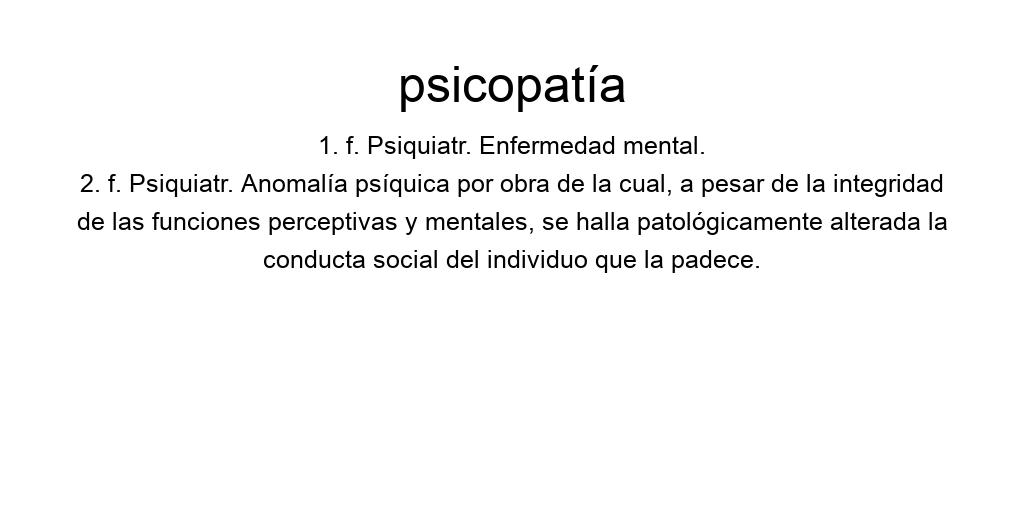 psicopatía
1. f. Psiquiatr. Enfermedad mental.
2. f. Psiquiatr. Anomalía psíquica por obra de la cual, a pesar de la integridad
de las funciones perceptivas y mentales, se halla patológicamente alterada la
conducta social del individuo que la padece.